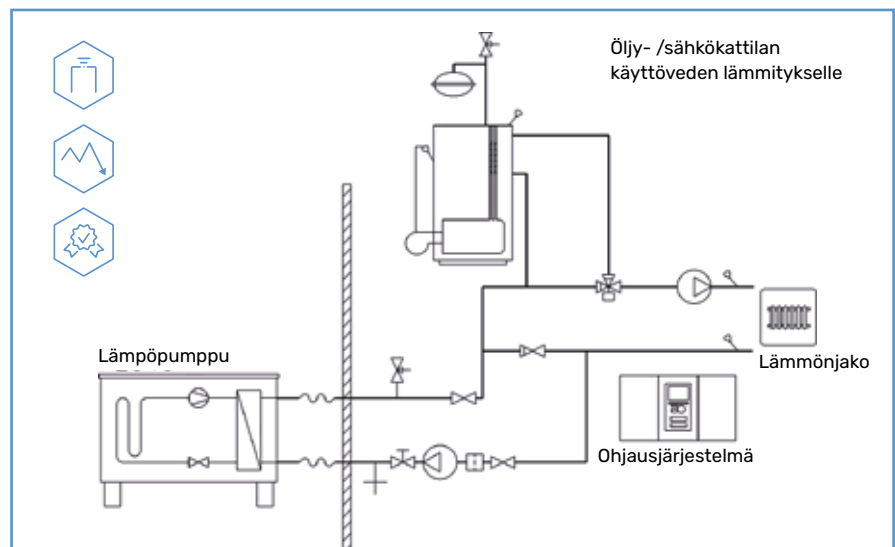 Öljy- /sähkökattilan
käyttöveden lämmitykselle
Lämpöpumppu
Lämmönjako
Ohjausjärjestelmä